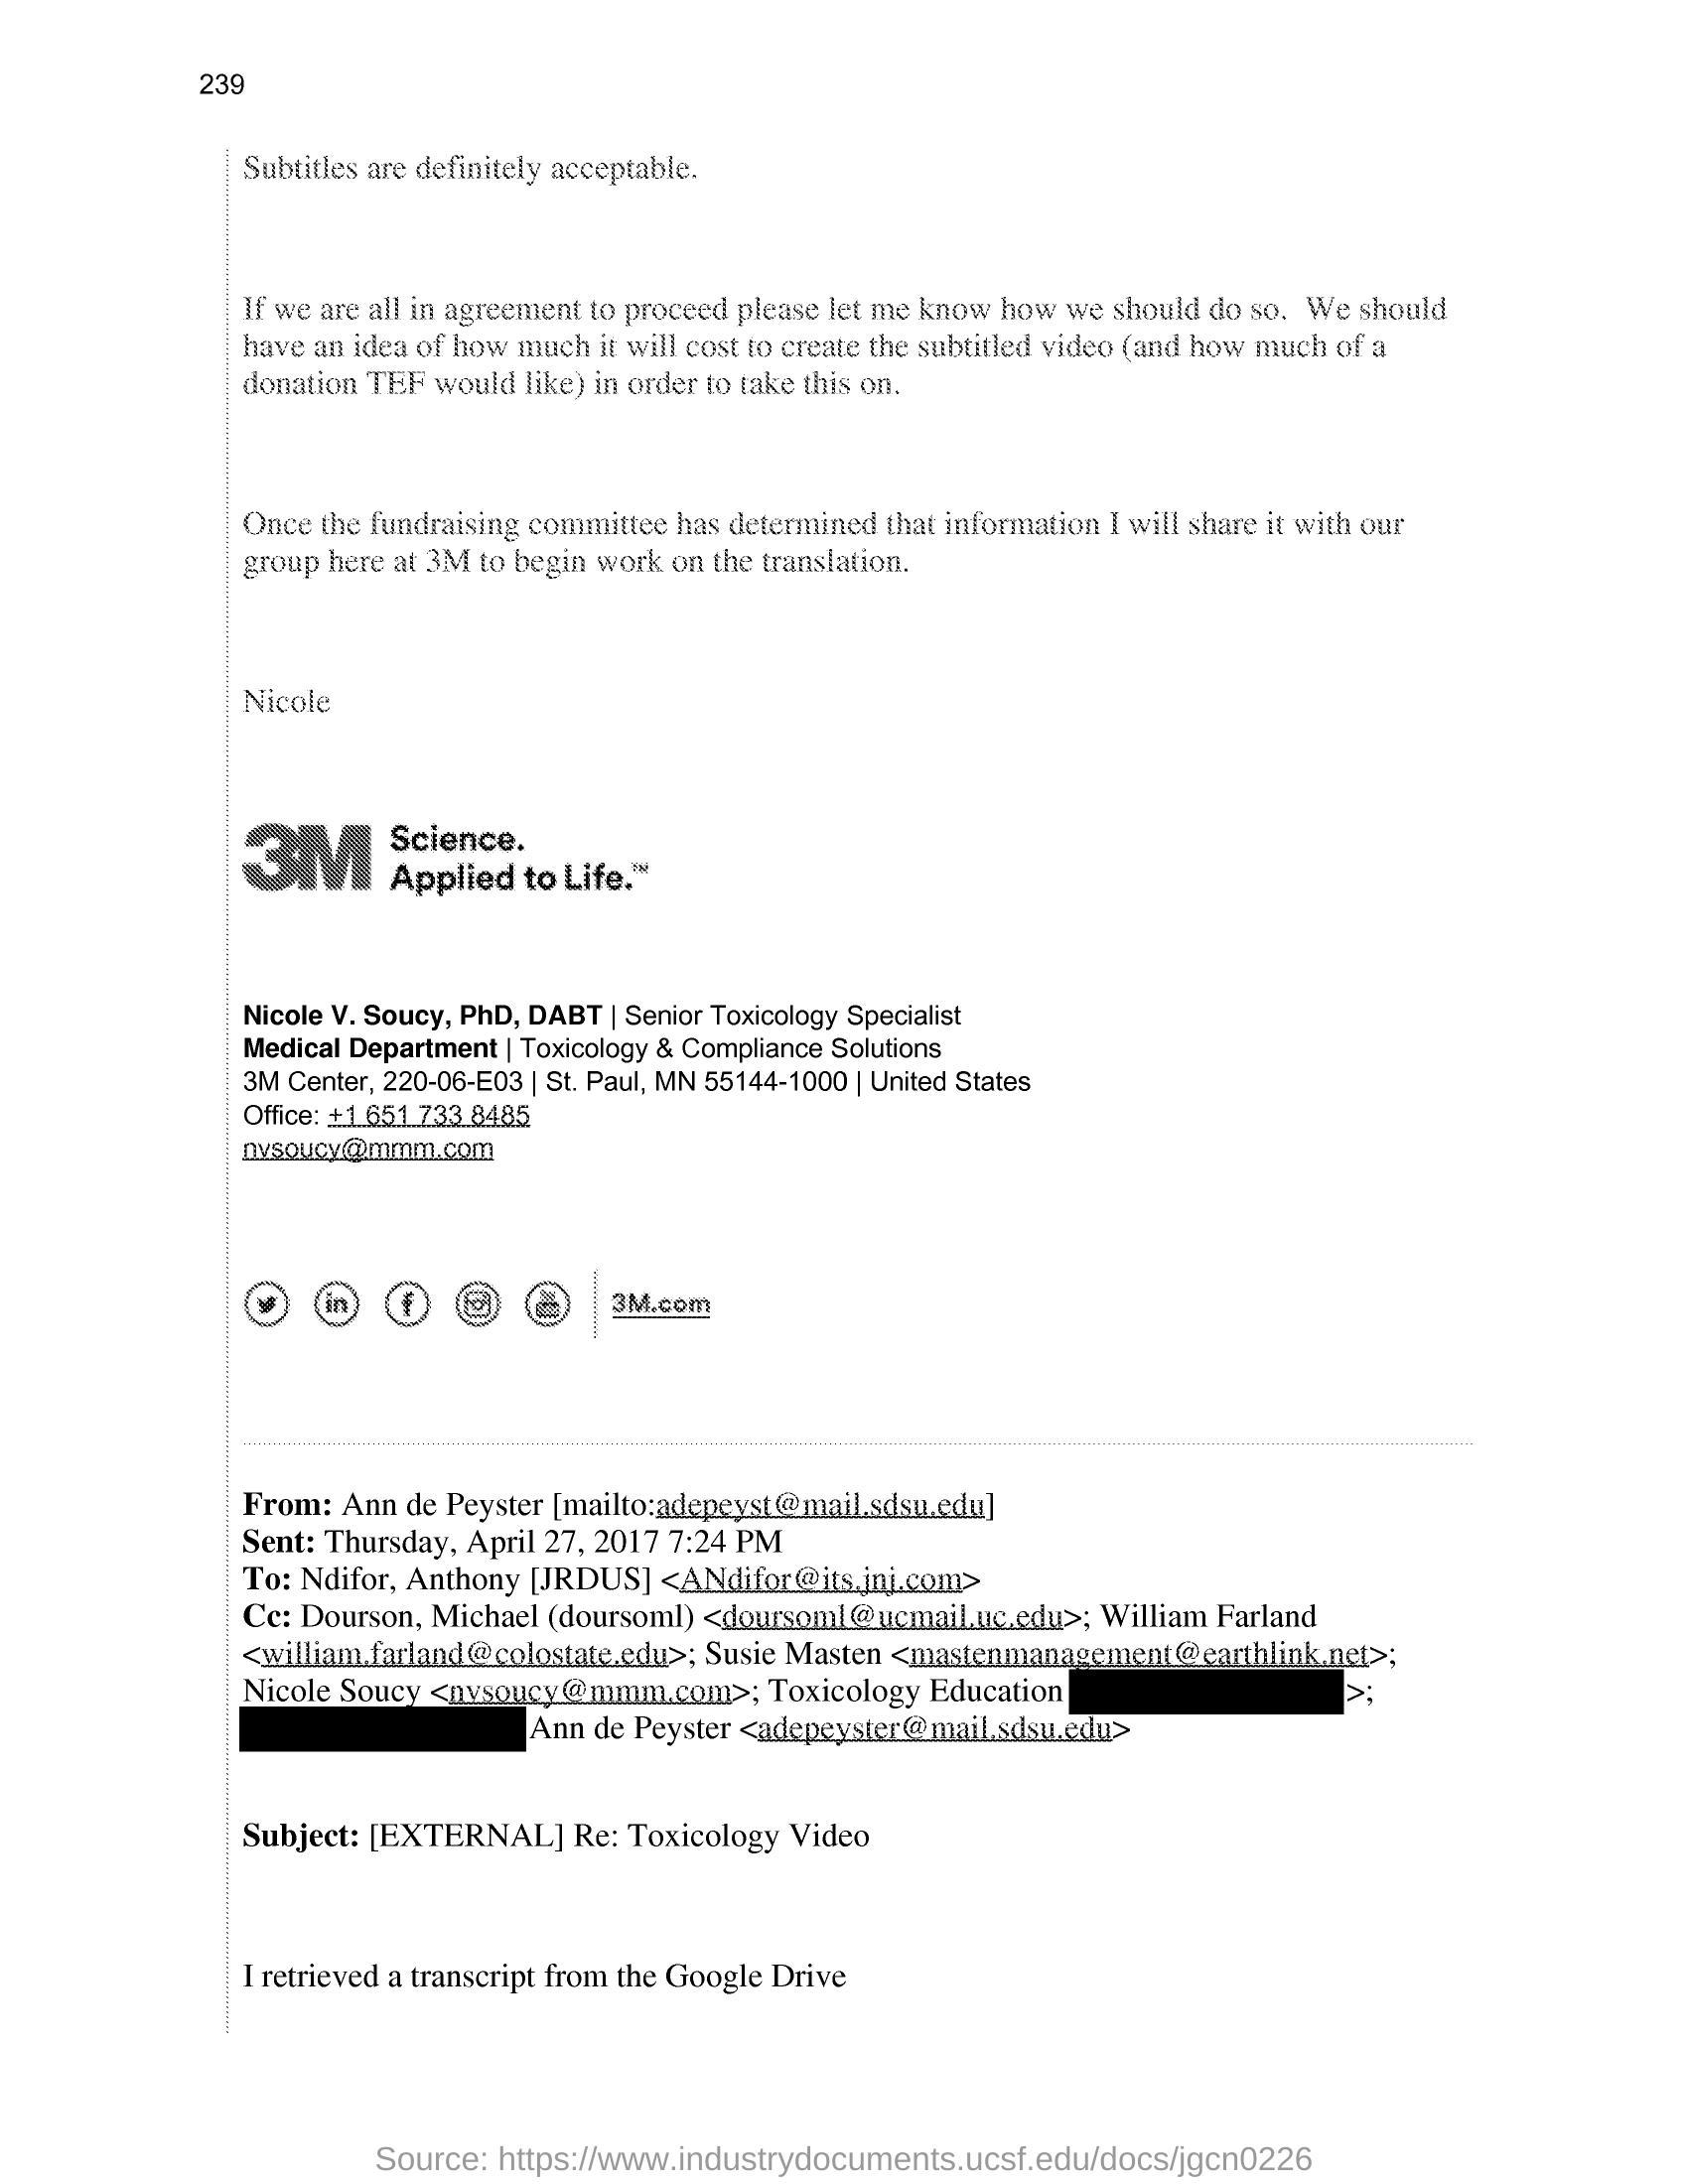 239
Subtitles are definitely acceptable.
If we are all in agreement to proceed please let me know how we should do so.  We should
have an idea of how much it will cost to create the subtitled video (and how much of a
donation TEF would like) in order to take this on.
Once the fundraising committee has determined that information I will share it with our
group here at 3M to begin work on the translation.
Nicole
3M Science.
Applied to Life.™
Nicole V. Soucy, PhD, DABT | Senior Toxicology Specialist
Medical Department | Toxicology & Compliance Solutions
3M Center, 220-06-E03 | St. Paul, MN 55144-1000 | United States
Office: +1 651 733 8485
nvsoucy@mmm.com
in f 3M.com
From: Ann de Peyster [mailto:adepeyst@mail.sdsu.edu]
Sent: Thursday, April 27, 2017 7:24 PM
To: Ndifor, Anthony [JRDUS] <ANdifor@its.jnj.com>
Cc: Dourson, Michael (doursoml) <doursoml@ucmail.uc.edu>; William Farland
<william.farland@colostate.edu>; Susie Masten <mastenmanagement@earthlink.net>;
Nicole Soucy <nvsoucy@mmm.com>; Toxicology Education >;
Ann de Peyster <adepeyster@mail.sdsu.edu>
Subject: [EXTERNAL] Re: Toxicology Video
I retrieved a transcript from the Google Drive
Source: https://www.industrydocuments.ucsf.edu/docs/jgcn0226